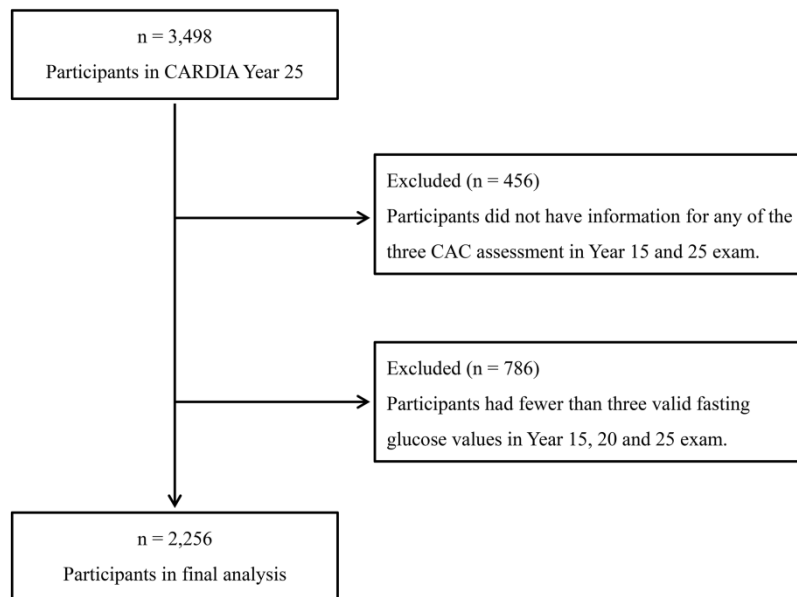 n = 3,498
Participants in CARDIA Year 25
Excluded (n = 456)
Participants did not have information for any of the
three CAC assessment in Year 15 and 25 exam.
Excluded (n = 786)
Participants had fewer than three valid fasting
glucose values in Year 15, 20 and 25 exam.
n = 2,256
Participants in final analysis